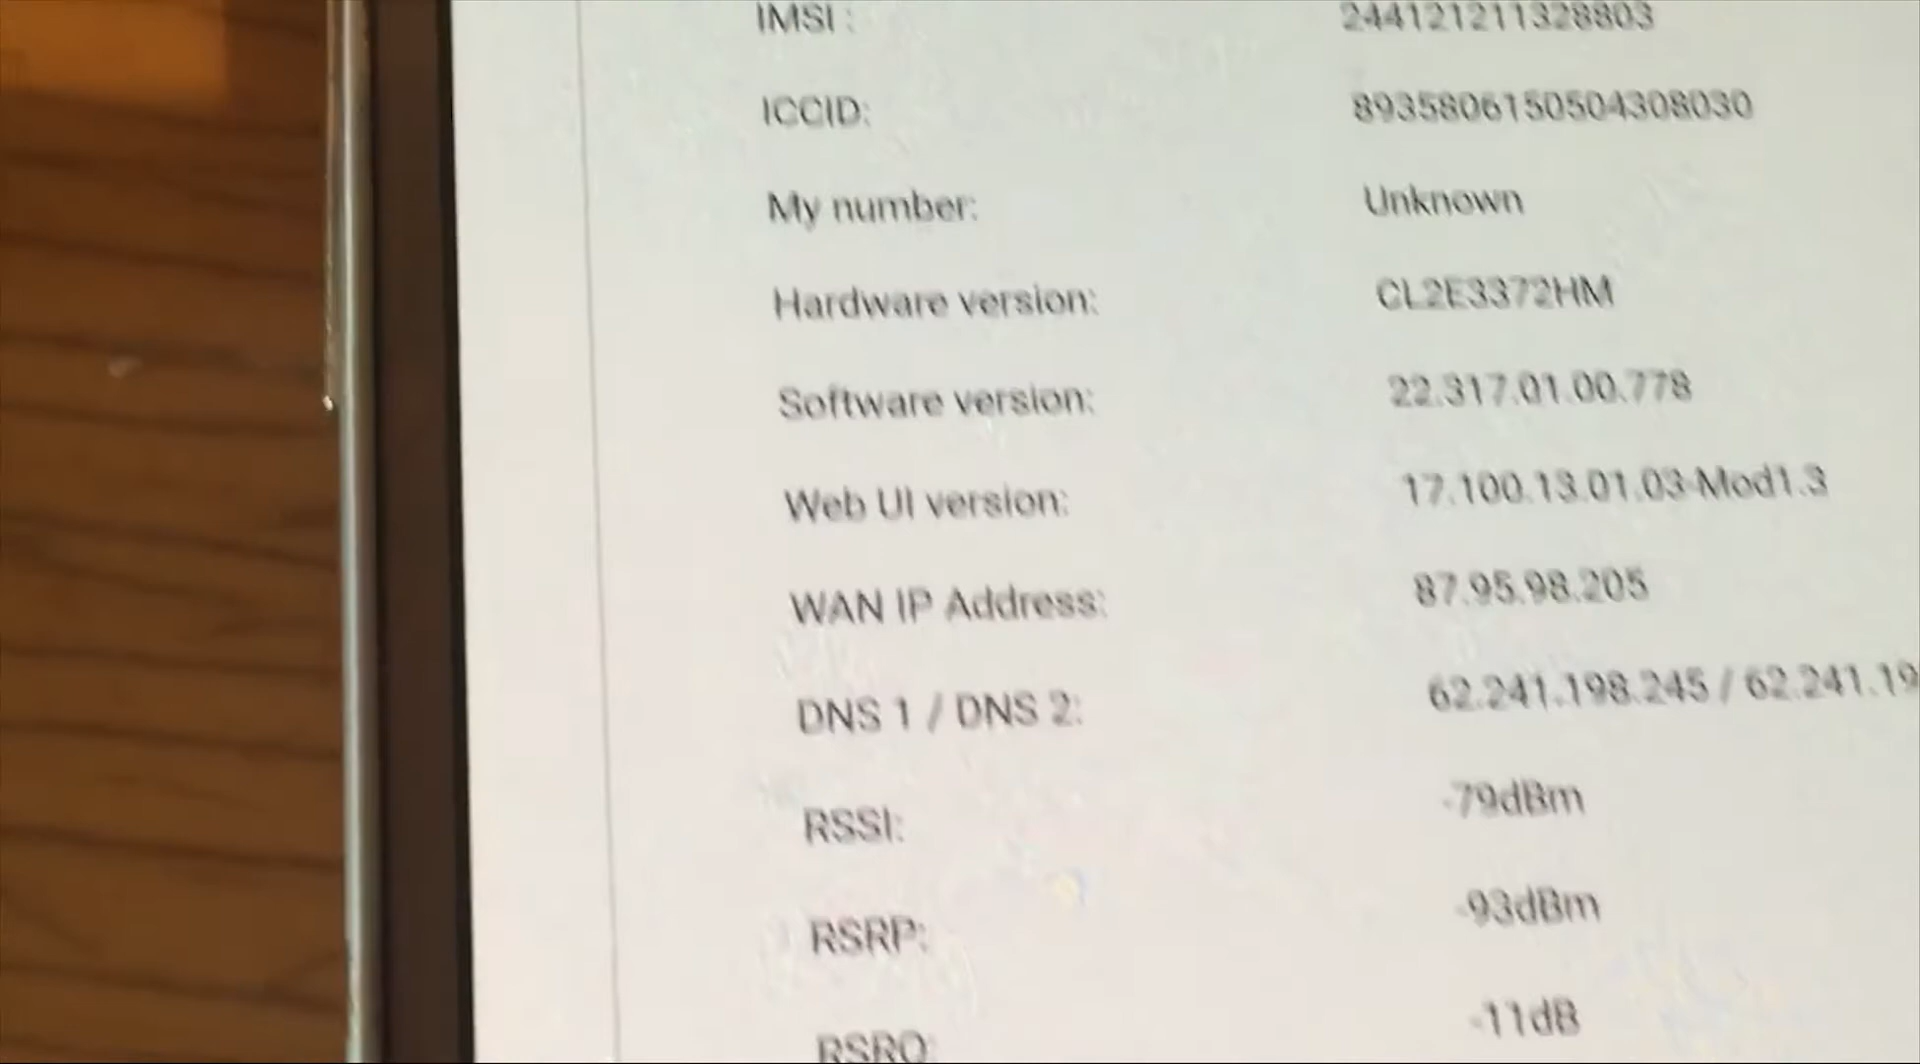 IMSI : 244121211328803
ICCID: 8935806150504308030
My number: Unknown
Hardware version: CL2E3372HM
Software version: 22.317.01.00.778
Web UI version: 17.100.13.01.03-Mod1.3
WAN IP Address: 87.95.98.205
DNS 1 / DNS 2: 62.241.198.245 / 62.241.19
RSSI: -79dBm
RSRP: -93dBm
RSRQ: -11dB